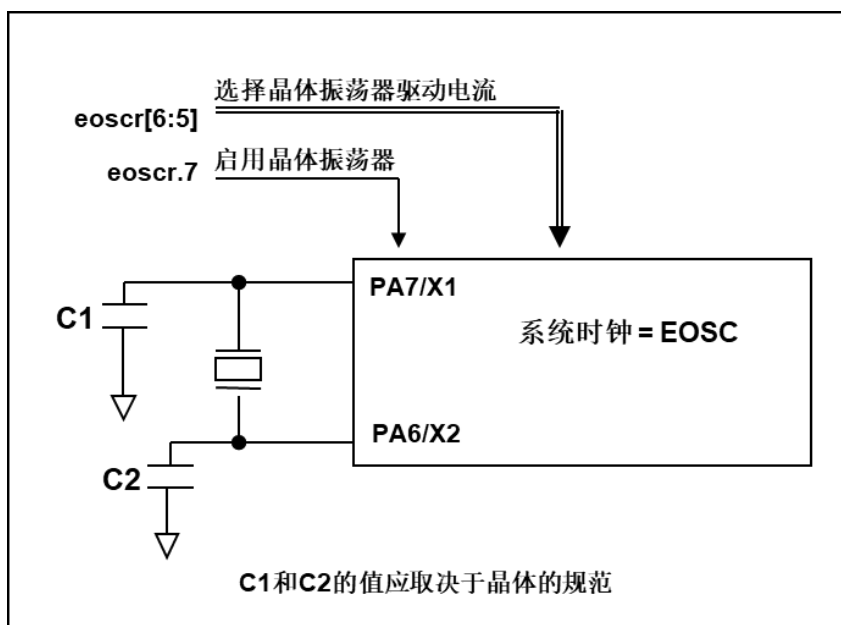 选择晶体振荡器驱动电流
eoscr[6:5]
启用晶体振荡器
eoscr.7
PA7/X1
C1
系统时钟 = EOSC
PA6/X2
C2
C1和C2的值应取决于晶体的规范